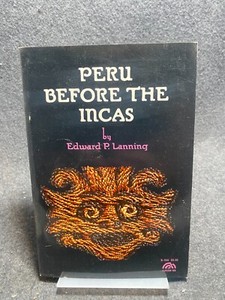 PERU
BEFORE THE
INCAS
by
Edward P. Lanning